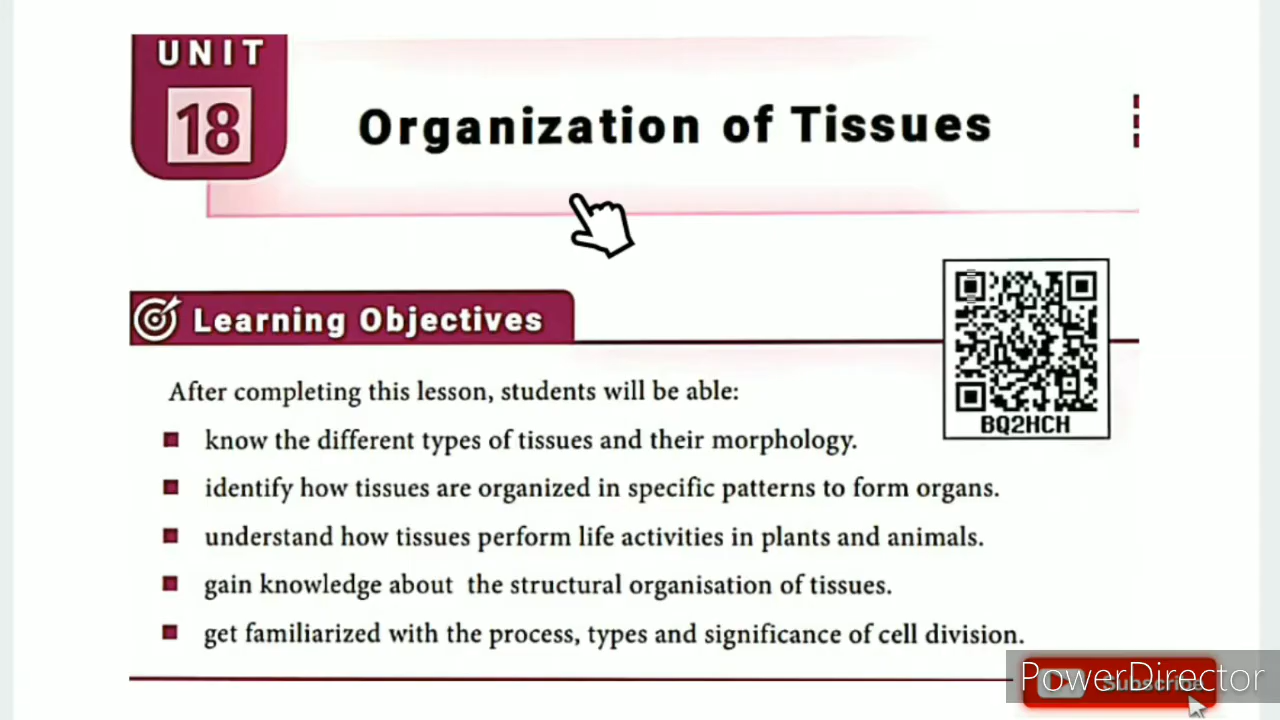 UNIT
18
Organization of Tissues
Learning Objectives
BQ2HCH
After completing this lesson, students will be able:
know the different types of tissues and their morphology.
identify how tissues are organized in specific patterns to form organs.
understand how tissues perform life activities in plants and animals.
gain knowledge about the structural organisation of tissues.
get familiarized with the process, types and significance of cell division.
PowerDirector
Subscribe